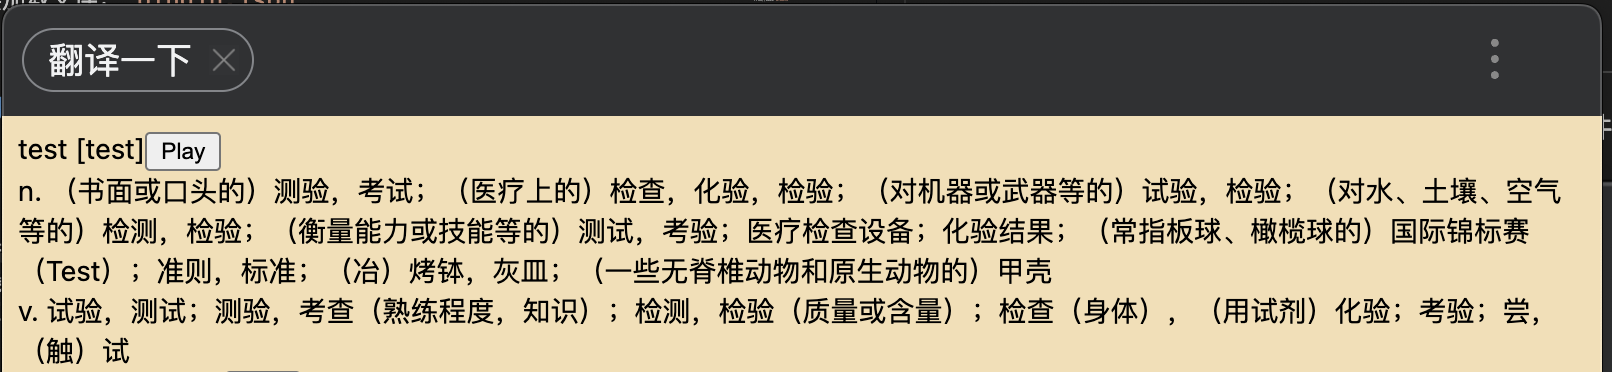 翻译一下
test [test] Play
n. （书面或口头的）测验，考试；（医疗上的）检查，化验，检验；（对机器或武器等的）试验，检验；（对水、土壤、空气
等的）检测，检验；（衡量能力或技能等的）测试，考验；医疗检查设备；化验结果；（常指板球、橄榄球的）国际锦标赛
（Test）；准则，标准；（冶）烤钵，灰皿；（一些无脊椎动物和原生动物的）甲壳
v. 试验，测试；测验，考查（熟练程度，知识）；检测，检验（质量或含量）；检查（身体），（用试剂）化验；考验；尝，
（触）试